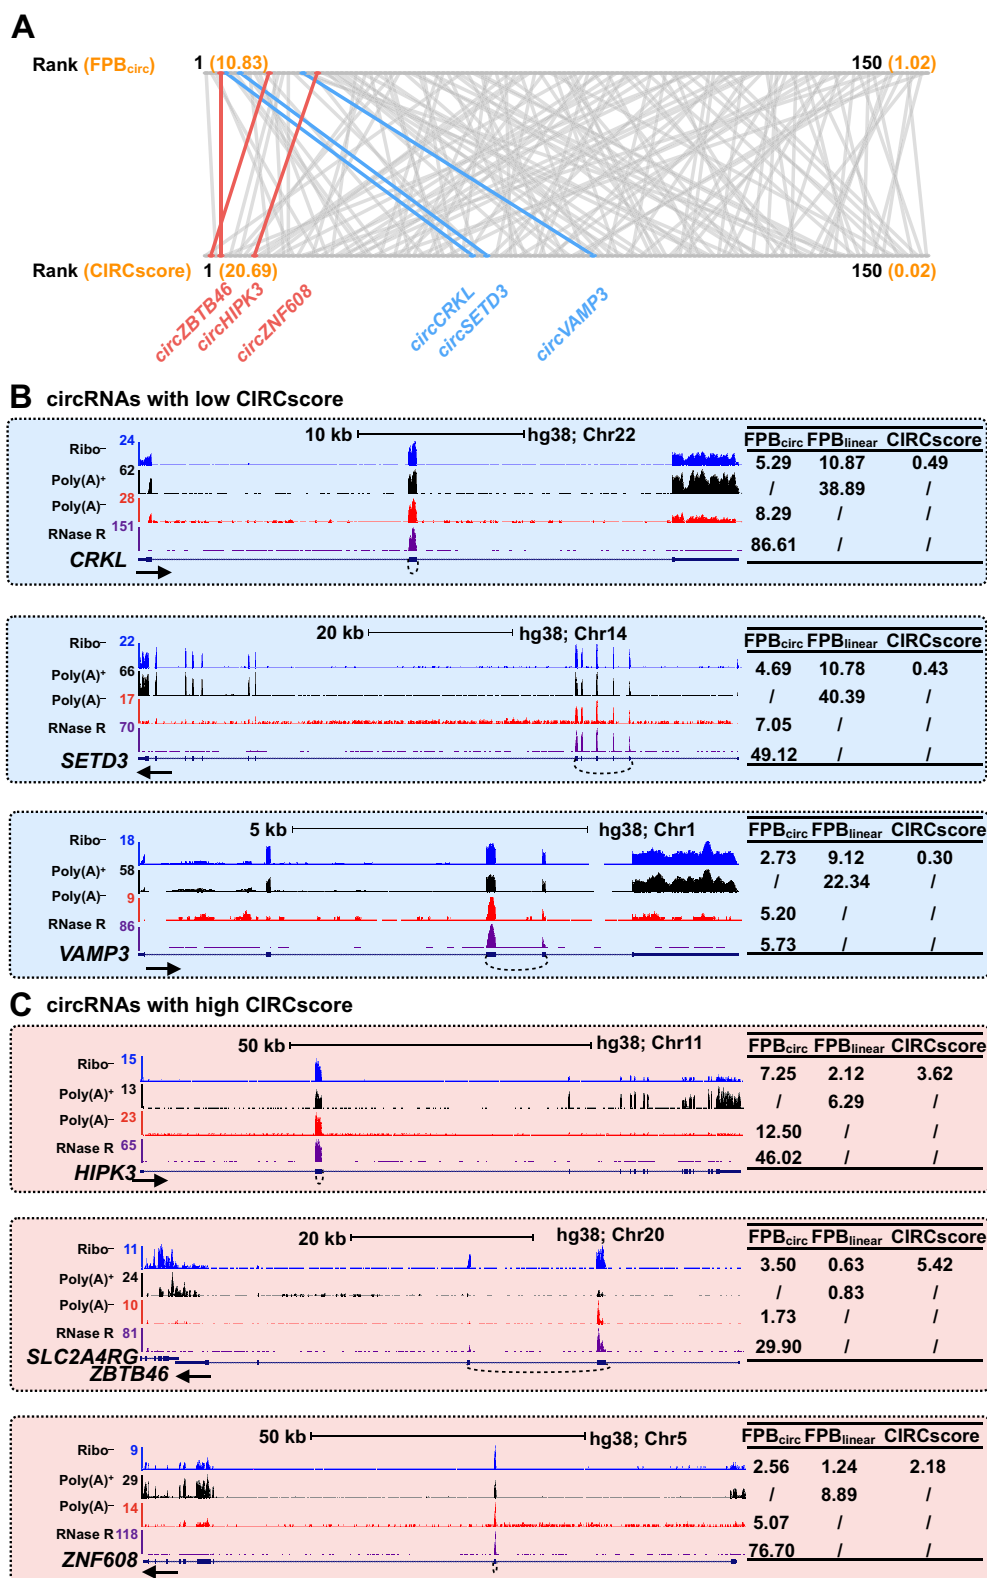 A
Rank (FPBcirc) 1 (10.83) 150 (1.02)
Rank (CIRCscore) 1 (20.69) 150 (0.02)
circZBTB46
circHIPK3
circZNF608
circCRKL
circSETD3
circVAMP3
B circRNAs with low CIRCscore
10 kb hg38; Chr22
FPBcirc FPBlinear CIRCscore
Ribo– 24 5.29 10.87 0.49
Poly(A)+ 62 / 38.89 /
Poly(A)– 28 8.29 / /
RNase R 151 86.61 / /
CRKL
20 kb hg38; Chr14
FPBcirc FPBlinear CIRCscore
Ribo– 22 4.69 10.78 0.43
Poly(A)+ 66 / 40.39 /
Poly(A)– 17 7.05 / /
RNase R 70 49.12 / /
SETD3
5 kb hg38; Chr1
FPBcirc FPBlinear CIRCscore
Ribo– 18 2.73 9.12 0.30
Poly(A)+ 58 / 22.34 /
Poly(A)– 9 5.20 / /
RNase R 86 5.73 / /
VAMP3
C circRNAs with high CIRCscore
50 kb hg38; Chr11
FPBcirc FPBlinear CIRCscore
Ribo– 15 7.25 2.12 3.62
Poly(A)+ 13 / 6.29 /
Poly(A)– 23 12.50 / /
RNase R 65 46.02 / /
HIPK3
20 kb hg38; Chr20
FPBcirc FPBlinear CIRCscore
Ribo– 11 3.50 0.63 5.42
Poly(A)+ 24 / 0.83 /
Poly(A)– 10 1.73 / /
RNase R 81 29.90 / /
SLC2A4RG
ZBTB46
50 kb hg38; Chr5
FPBcirc FPBlinear CIRCscore
Ribo– 9 2.56 1.24 2.18
Poly(A)+ 29 / 8.89 /
Poly(A)– 14 5.07 / /
RNase R 118 76.70 / /
ZNF608